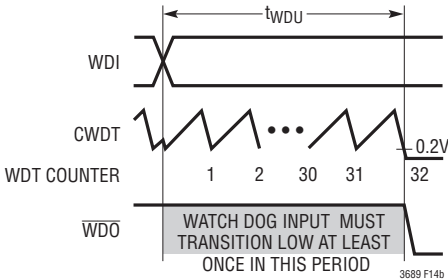 tWDU
WDI
CWDT
0.2V
WDT COUNTER 1 2 30 31 32
WDO
WATCH DOG INPUT MUST
TRANSITION LOW AT LEAST
ONCE IN THIS PERIOD
3689 F14b